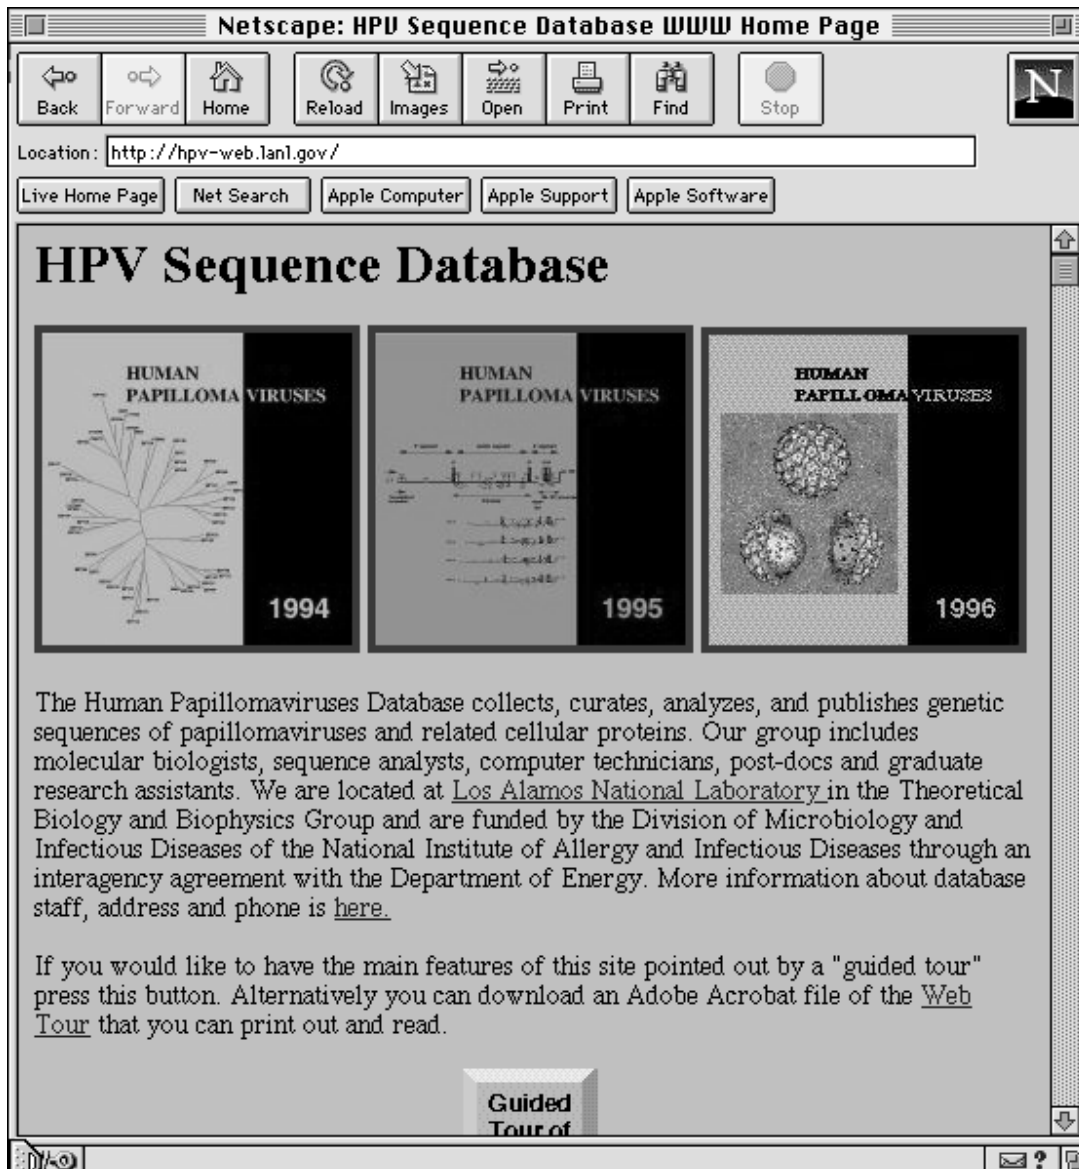 Netscape: HPV Sequence Database WWW Home Page
Back Forward Home Reload Images Open Print Find Stop
N
Location: http://hpv-web.lanl.gov/
Live Home Page Net Search Apple Computer Apple Support Apple Software
HPV Sequence Database
HUMAN
PAPILLOMA VIRUSES
1994
HUMAN
PAPILLOMA VIRUSES
1995
HUMAN
PAPILLOMA VIRUSES
1996
The Human Papillomaviruses Database collects, curates, analyzes, and publishes genetic
sequences of papillomaviruses and related cellular proteins. Our group includes
molecular biologists, sequence analysts, computer technicians, post-docs and graduate
research assistants. We are located at Los Alamos National Laboratory in the Theoretical
Biology and Biophysics Group and are funded by the Division of Microbiology and
Infectious Diseases of the National Institute of Allergy and Infectious Diseases through an
interagency agreement with the Department of Energy. More information about database
staff, address and phone is here.
If you would like to have the main features of this site pointed out by a "guided tour"
press this button. Alternatively you can download an Adobe Acrobat file of the Web
Tour that you can print out and read.
Guided
Tour of
?